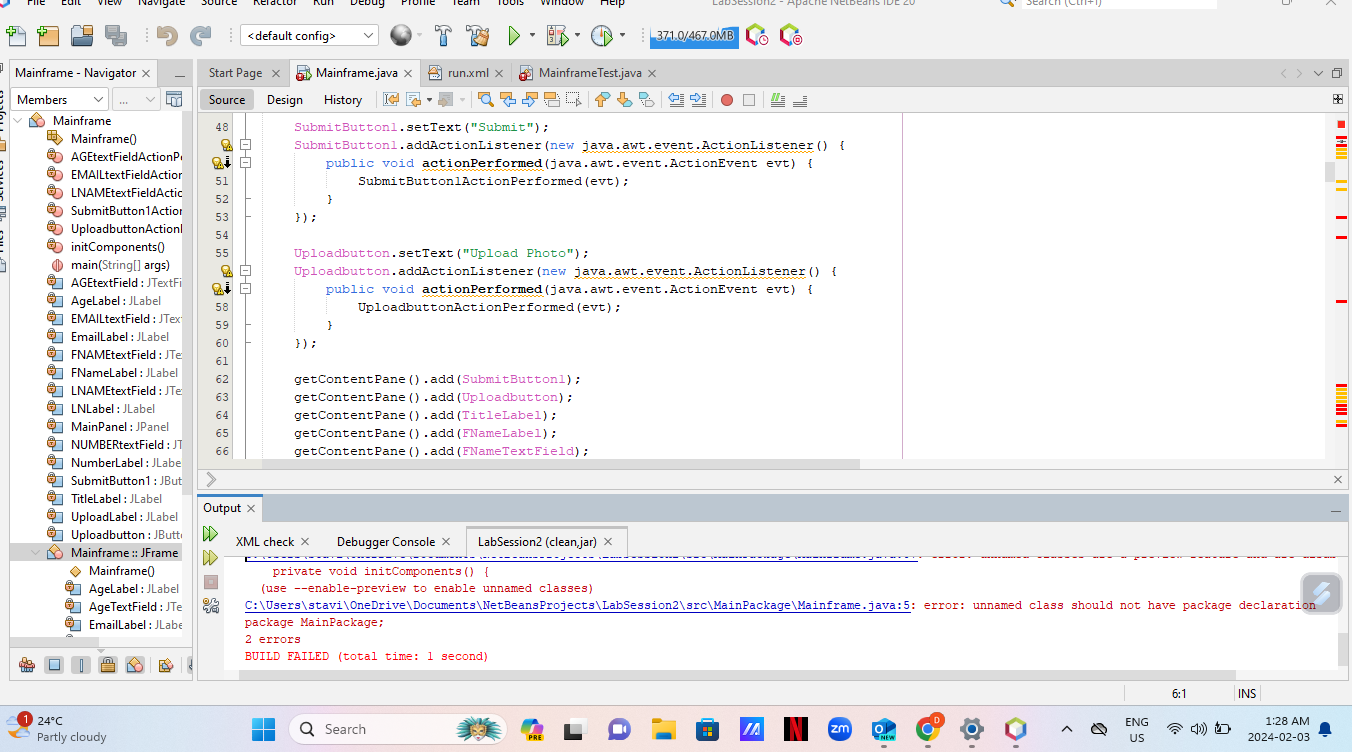 File Edit View Navigate Source Refactor Run Debug Profile Team Tools Window Help LabSession2 - Apache NetBeans IDE 20 Search (Ctrl+I)
<default config> 371.0/467.0MB
Mainframe - Navigator
Members
...
Mainframe
Mainframe()
AGEtextFieldActionPe
EMAILtextFieldAction
LNAMEtextFieldActio
SubmitButton1Action
UploadbuttonActionI
initComponents()
main(String[] args)
AGEtextField : JTextFi
AgeLabel : JLabel
EMAILtextField : JTex
EmailLabel : JLabel
FNAMEtextField : JTe
FNameLabel : JLabel
LNAMEtextField : JTe
LNLabel : JLabel
MainPanel : JPanel
NUMBERtextField : JT
NumberLabel : JLabe
SubmitButton1 : JBut
TitleLabel : JLabel
UploadLabel : JLabel
Uploadbutton : JButt
Mainframe :: JFrame
Mainframe()
AgeLabel : JLabel
AgeTextField : JTe
EmailLabel : JLabe
Start Page Mainframe.java run.xml MainframeTest.java
Source Design History
48 SubmitButton1.setText("Submit");
SubmitButton1.addActionListener(new java.awt.event.ActionListener() {
public void actionPerformed(java.awt.event.ActionEvent evt) {
51 SubmitButton1ActionPerformed(evt);
52 }
53 });
54
55 Uploadbutton.setText("Upload Photo");
Uploadbutton.addActionListener(new java.awt.event.ActionListener() {
public void actionPerformed(java.awt.event.ActionEvent evt) {
58 UploadbuttonActionPerformed(evt);
59 }
60 });
61
62 getContentPane().add(SubmitButton1);
63 getContentPane().add(Uploadbutton);
64 getContentPane().add(TitleLabel);
65 getContentPane().add(FNameLabel);
66 getContentPane().add(FNameTextField);
Output
XML check Debugger Console LabSession2 (clean,jar)
private void initComponents() {
(use --enable-preview to enable unnamed classes)
C:\Users\stavi\OneDrive\Documents\NetBeansProjects\LabSession2\src\MainPackage\Mainframe.java:5: error: unnamed class should not have package declaration
package MainPackage;
2 errors
BUILD FAILED (total time: 1 second)
6:1 INS
1
24°C
Partly cloudy
Search
PRE
N
zm
NEW
D
ENG
US
1:28 AM
2024-02-03